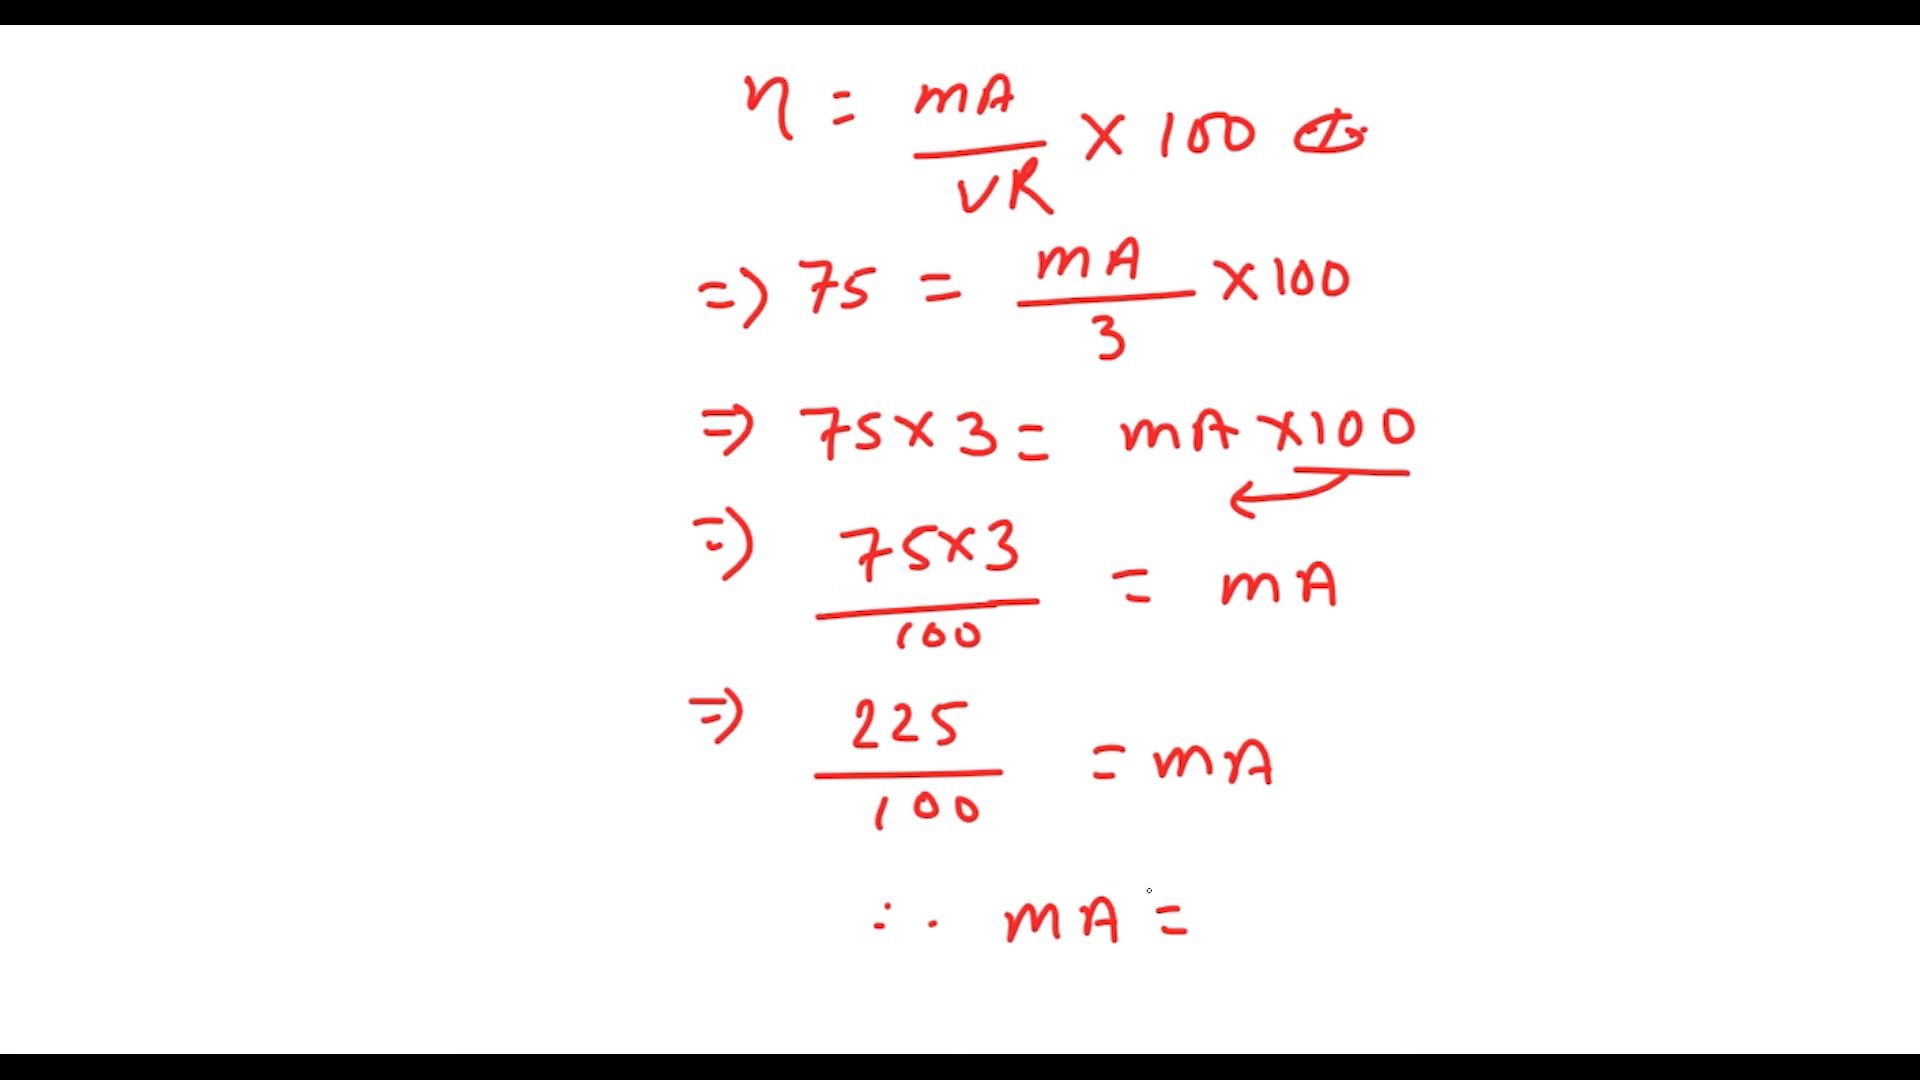 η = mA/VR × 100 %
⇒ 75 = mA/3 × 100
⇒ 75 × 3 = mA × 100
⇒ 75 × 3/100 = mA
⇒ 225/100 = mA
∴ mA =